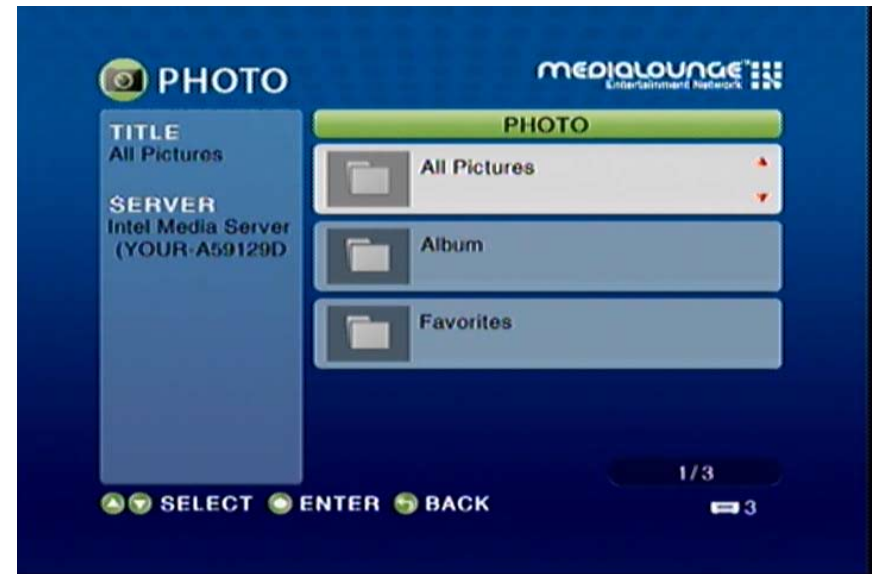 PHOTO
MEDIALOUNGE™
Entertainment Network
TITLE
All Pictures
SERVER
Intel Media Server
(YOUR-A59129D
PHOTO
All Pictures
Album
Favorites
1/3
SELECT ENTER BACK
3